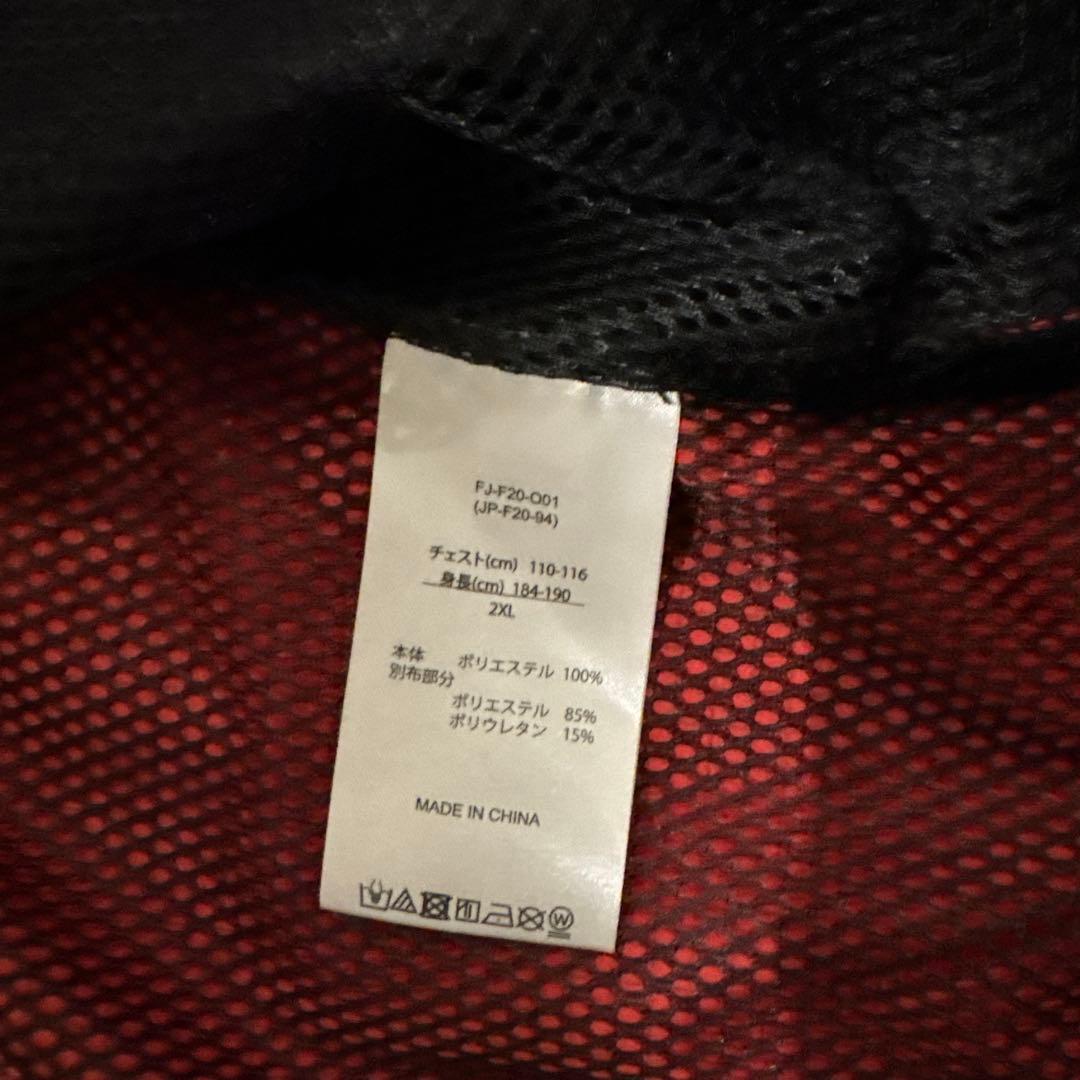 FJ-F20-O01
(JP-F20-94)
チェスト(cm) 110-116
身長(cm) 184-190
2XL
本体 ポリエステル 100%
別布部分
ポリエステル 85%
ポリウレタン 15%
MADE IN CHINA
W